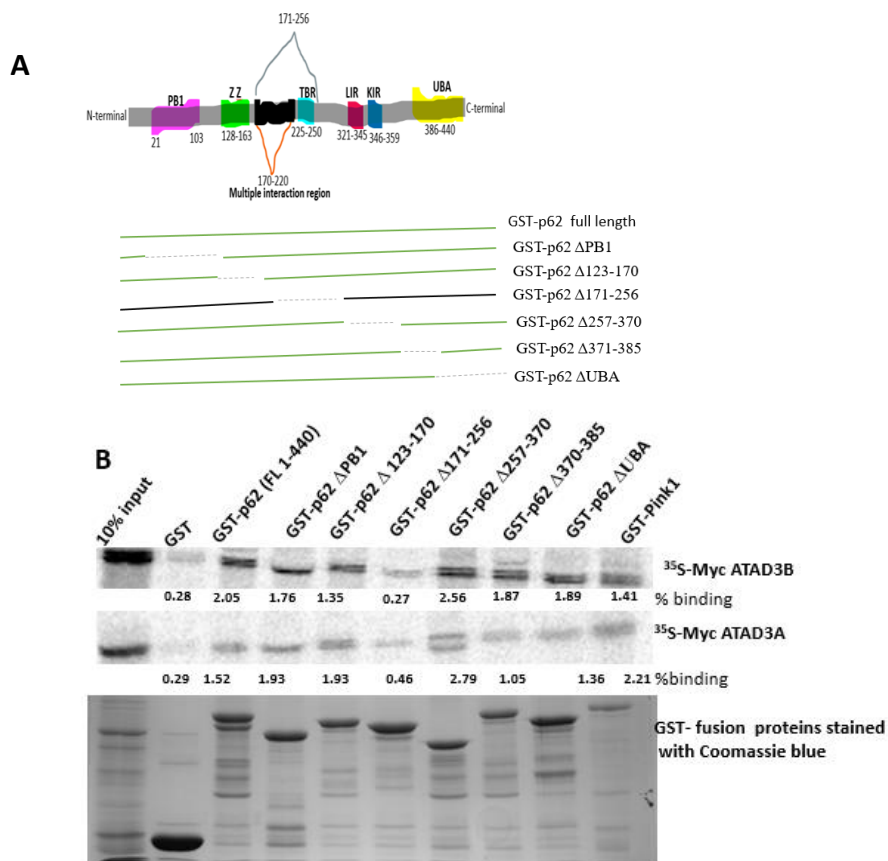 A
171-256
PB1
Z Z
TBR
LIR
KIR
UBA
N-terminal
C-terminal
21
103
128-163
225-250
321-345
346-359
386-440
170-220
Multiple interaction region
GST-p62 full length
GST-p62 ΔPB1
GST-p62 Δ123-170
GST-p62 Δ171-256
GST-p62 Δ257-370
GST-p62 Δ371-385
GST-p62 ΔUBA
B
10% input
GST
GST-p62 (FL 1-440)
GST-p62 ΔPB1
GST-p62 Δ 123-170
GST-p62 Δ171-256
GST-p62 Δ257-370
GST-p62 Δ370-385
GST-p62 ΔUBA
GST-Pink1
³⁵S-Myc ATAD3B
0.28 2.05 1.76 1.35 0.27 2.56 1.87 1.89 1.41 % binding
³⁵S-Myc ATAD3A
0.29 1.52 1.93 1.93 0.46 2.79 1.05 1.36 2.21 %binding
GST- fusion proteins stained
with Coomassie blue